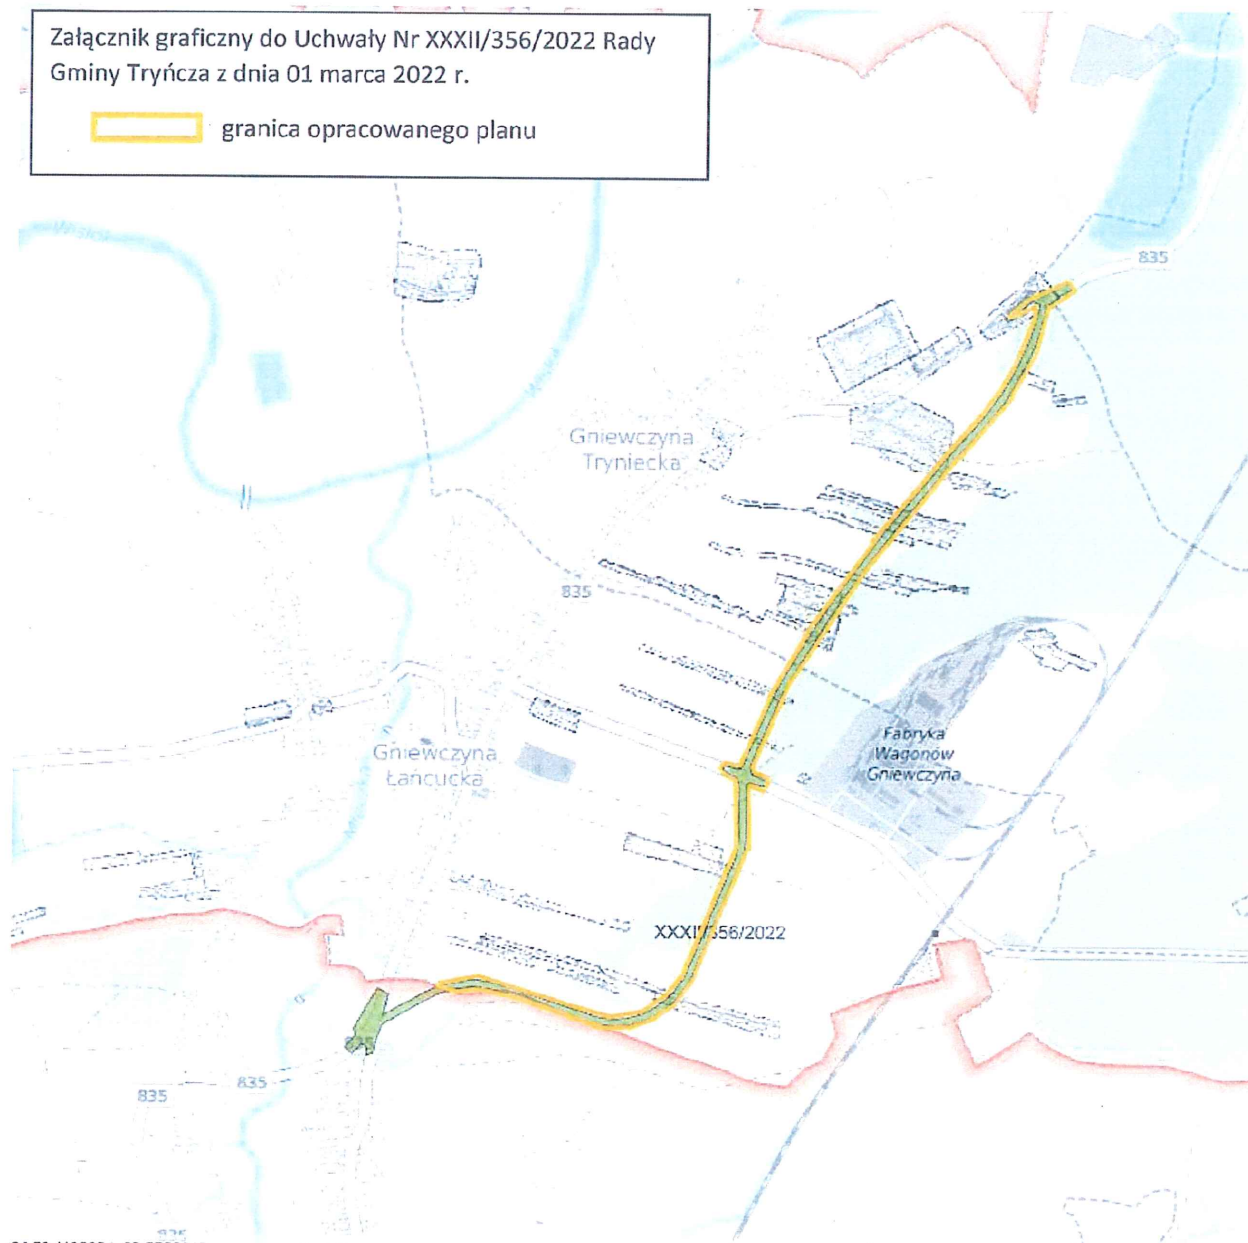 Załącznik graficzny do Uchwały Nr XXXII/356/2022 Rady
Gminy Tryńcza z dnia 01 marca 2022 r.
granica opracowanego planu
835
Gniewczyna
Tryniecka
835
Fabryka
Wagonów
Gniewczyna
Gniewczyna
Łańcucka
XXXII/356/2022
835
835